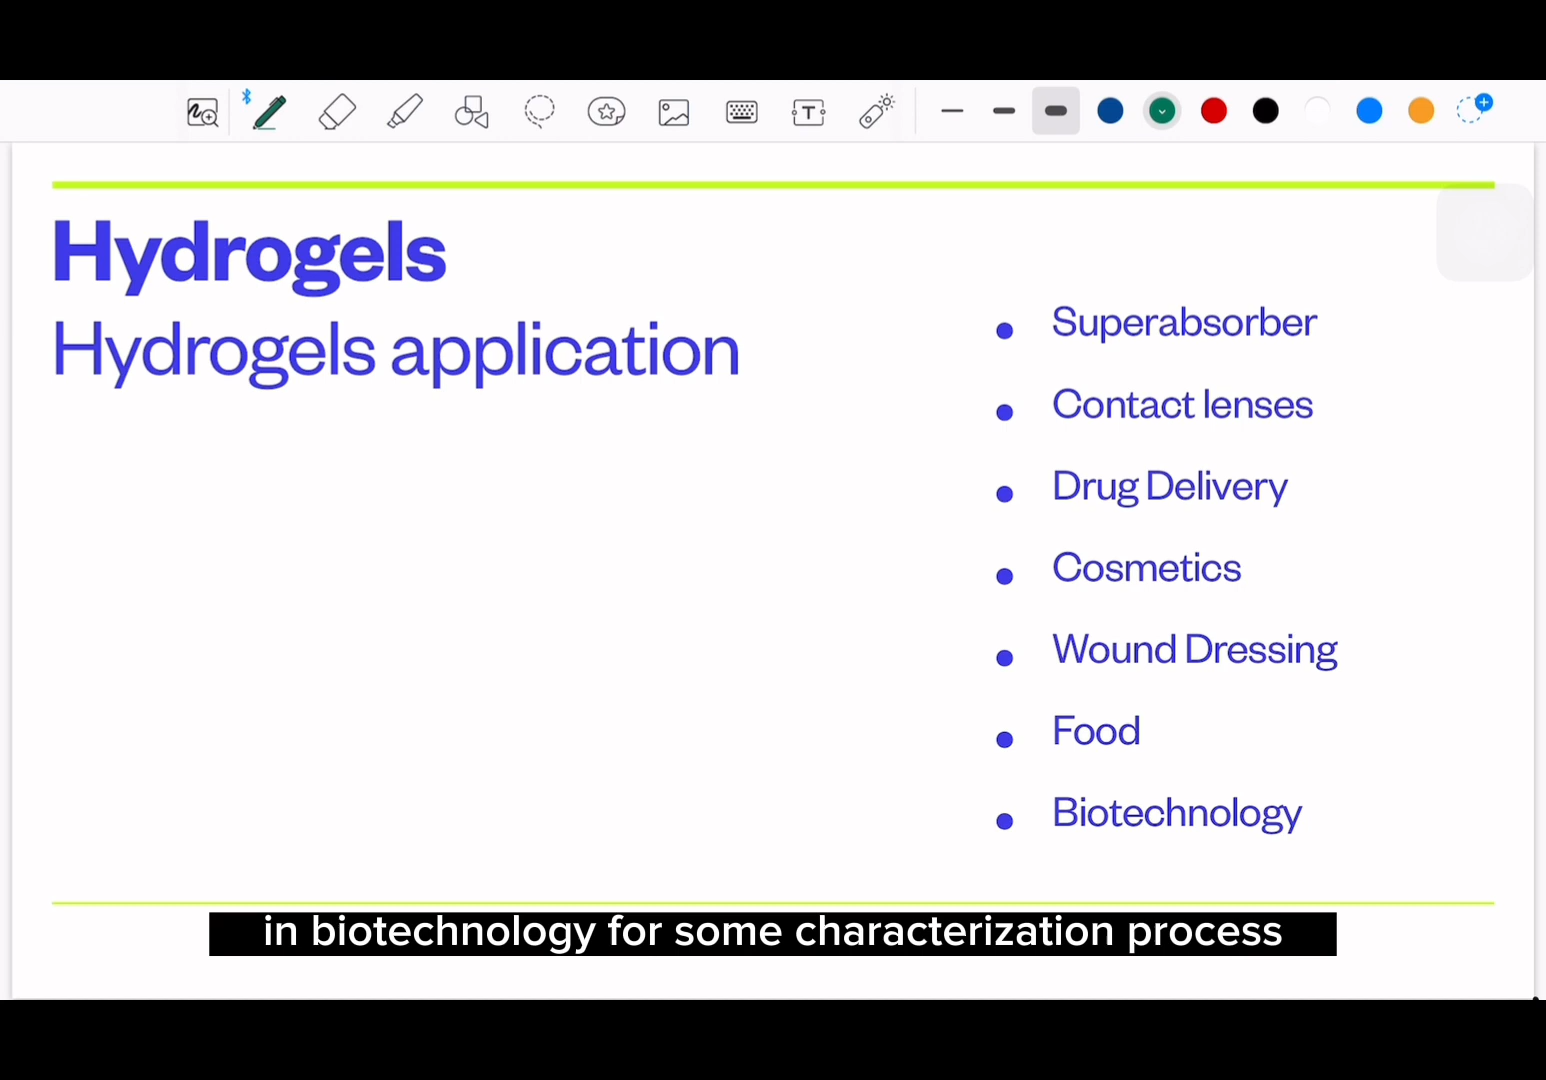 Hydrogels
Hydrogels application
Superabsorber
Contact lenses
Drug Delivery
Cosmetics
Wound Dressing
Food
Biotechnology
in biotechnology for some characterization process